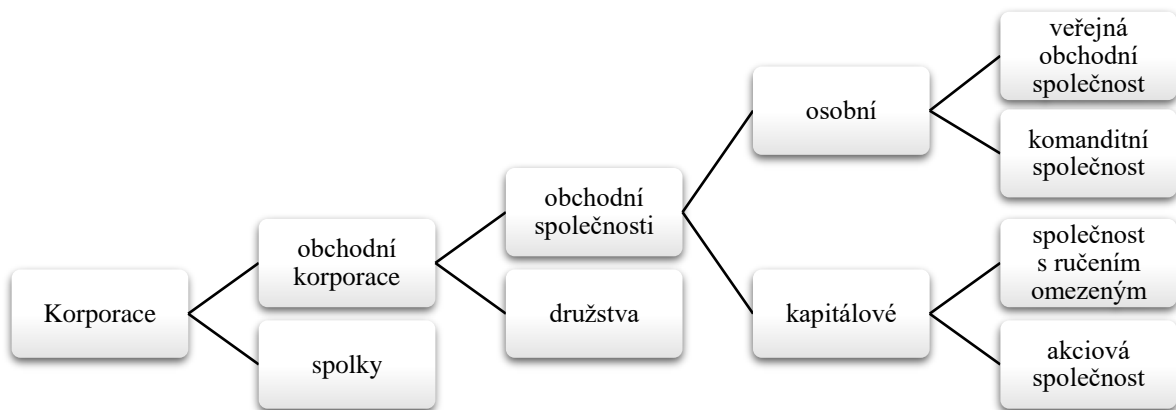 Korporace
obchodní
korporace
spolky
obchodní
společnosti
družstva
osobní
kapitálové
veřejná
obchodní
společnost
komanditní
společnost
společnost
s ručením
omezeným
akciová
společnost